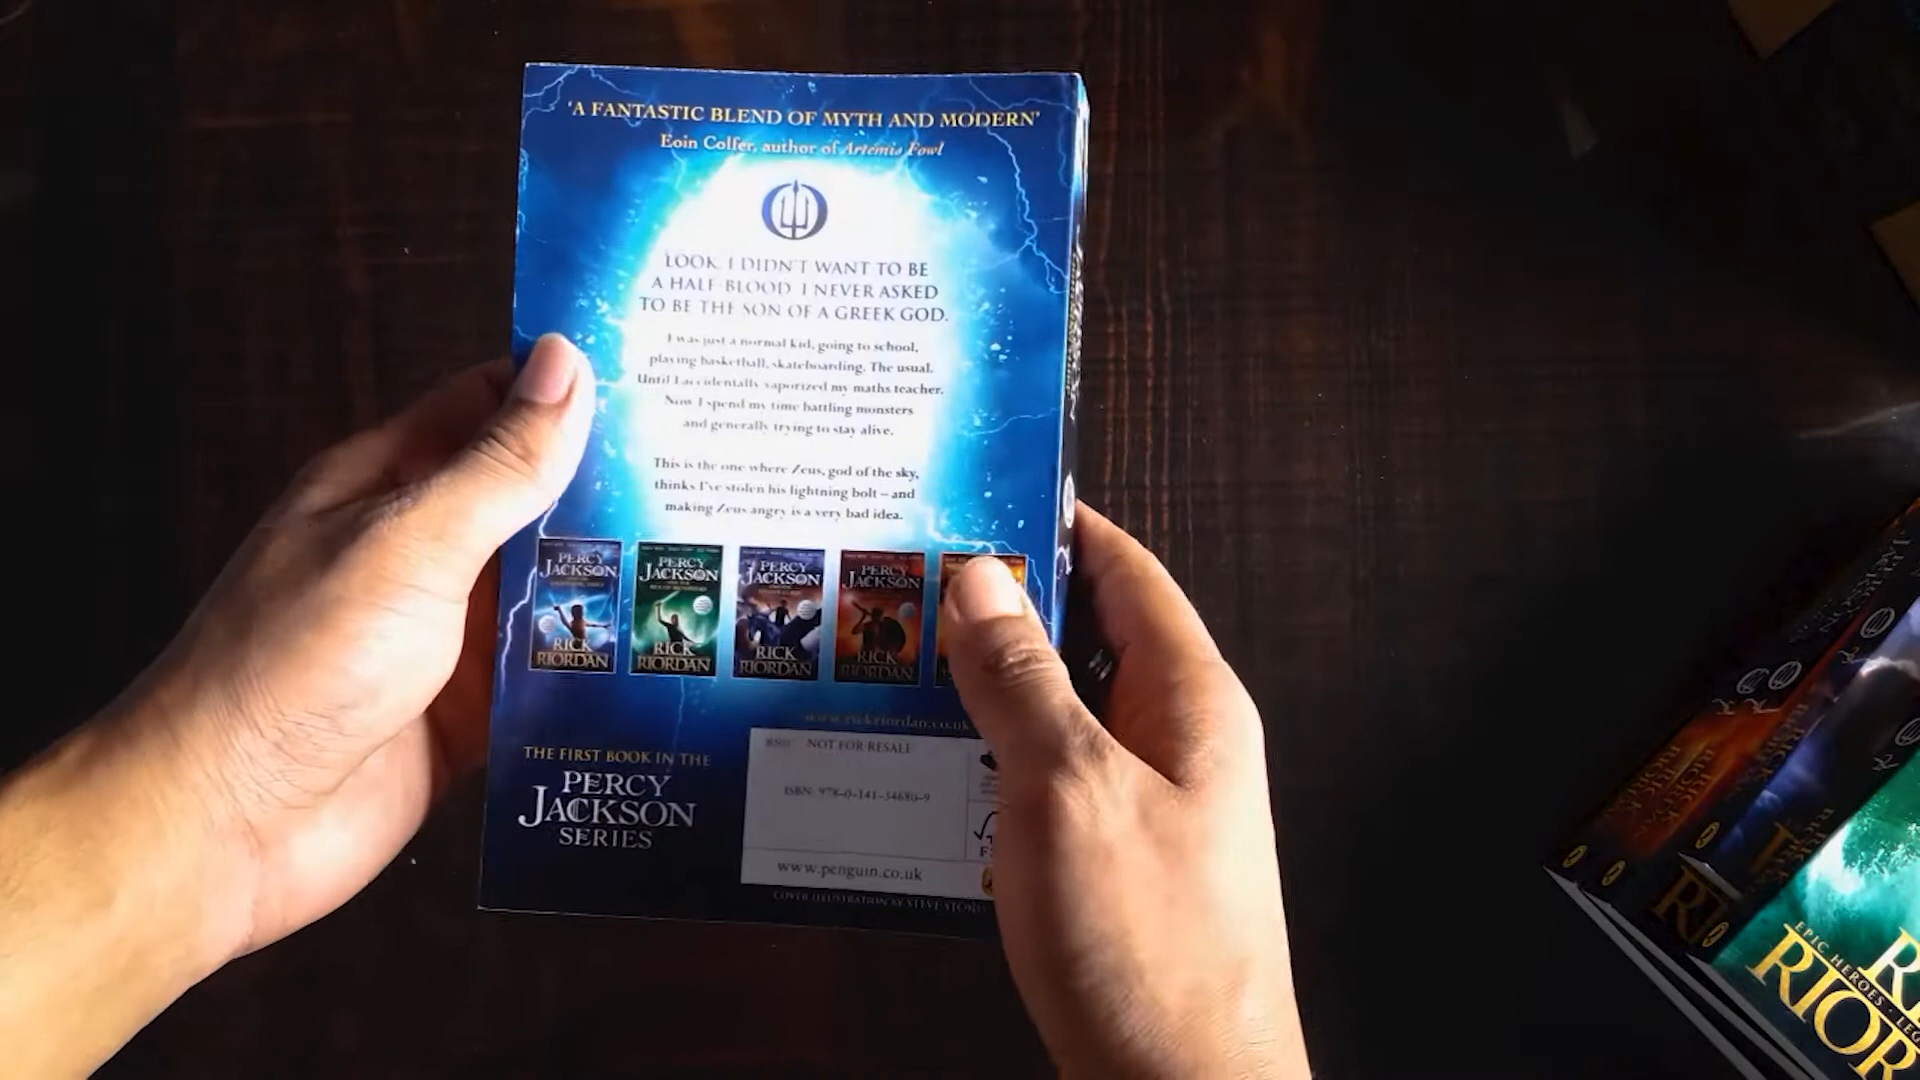 'A FANTASTIC BLEND OF MYTH AND MODERN'
Eoin Colfer, author of Artemis Fowl
LOOK, I DIDN'T WANT TO BE
A HALF-BLOOD. I NEVER ASKED
TO BE THE SON OF A GREEK GOD.
I was just a normal kid, going to school,
playing basketball, skateboarding. The usual.
Until I accidentally vaporized my maths teacher.
Now I spend my time battling monsters
and generally trying to stay alive.
This is the one where Zeus, god of the sky,
thinks I've stolen his lightning bolt – and
making Zeus angry is a very bad idea.
PERCY
JACKSON
RICK
RIORDAN
PERCY
JACKSON
RICK
RIORDAN
PERCY
JACKSON
RICK
RIORDAN
PERCY
JACKSON
RICK
RIORDAN
www.rickriordan.co.uk
THE FIRST BOOK IN THE
PERCY
JACKSON
SERIES
NOT FOR RESALE
ISBN: 978-0-141-34680-9
www.penguin.co.uk
COVER ILLUSTRATION BY STEVE
EPIC HEROES